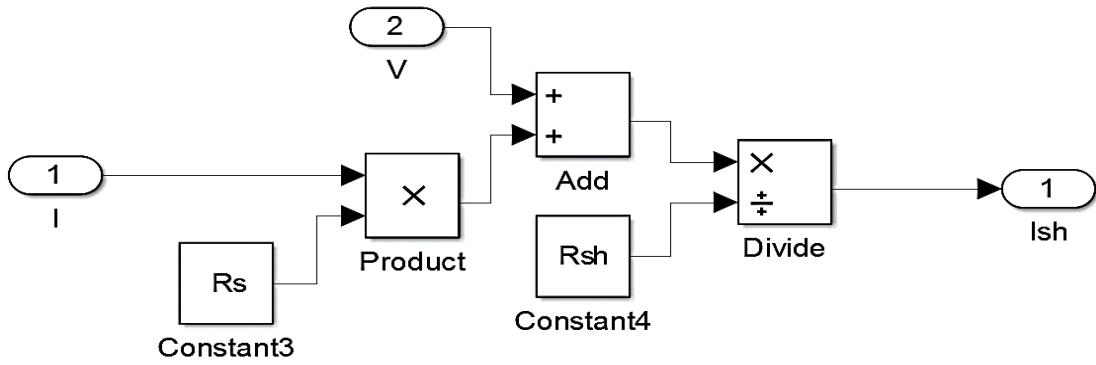 2
V
+
+
Add
1
I
×
Product
Rs
Constant3
×
÷
Divide
Rsh
Constant4
1
Ish